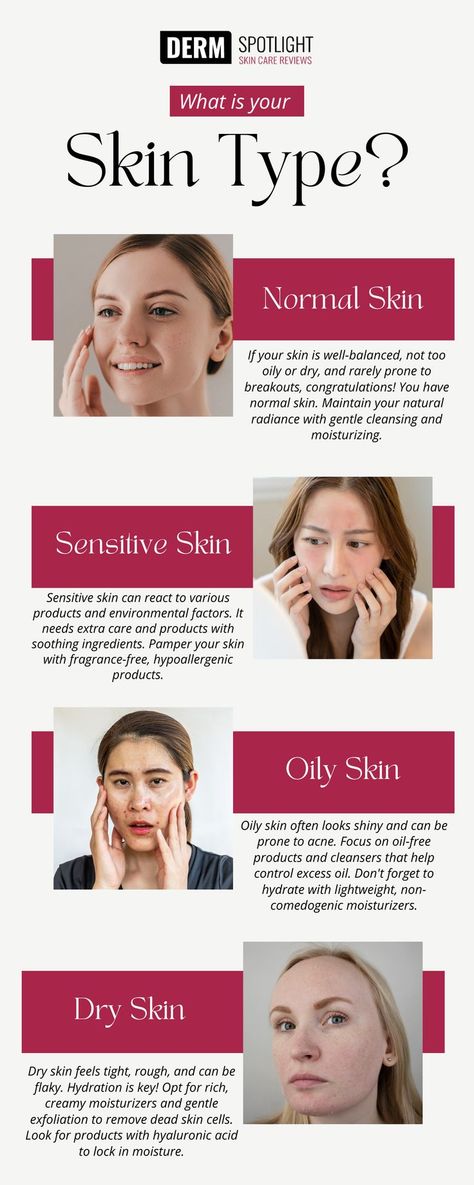 DERM SPOTLIGHT
SKIN CARE REVIEWS
What is your
Skin Type?
Normal Skin
If your skin is well-balanced, not too
oily or dry, and rarely prone to
breakouts, congratulations! You have
normal skin. Maintain your natural
radiance with gentle cleansing and
moisturizing.
Sensitive Skin
Sensitive skin can react to various
products and environmental factors. It
needs extra care and products with
soothing ingredients. Pamper your skin
with fragrance-free, hypoallergenic
products.
Oily Skin
Oily skin often looks shiny and can be
prone to acne. Focus on oil-free
products and cleansers that help
control excess oil. Don't forget to
hydrate with lightweight, non-
comedogenic moisturizers.
Dry Skin
Dry skin feels tight, rough, and can be
flaky. Hydration is key! Opt for rich,
creamy moisturizers and gentle
exfoliation to remove dead skin cells.
Look for products with hyaluronic acid
to lock in moisture.